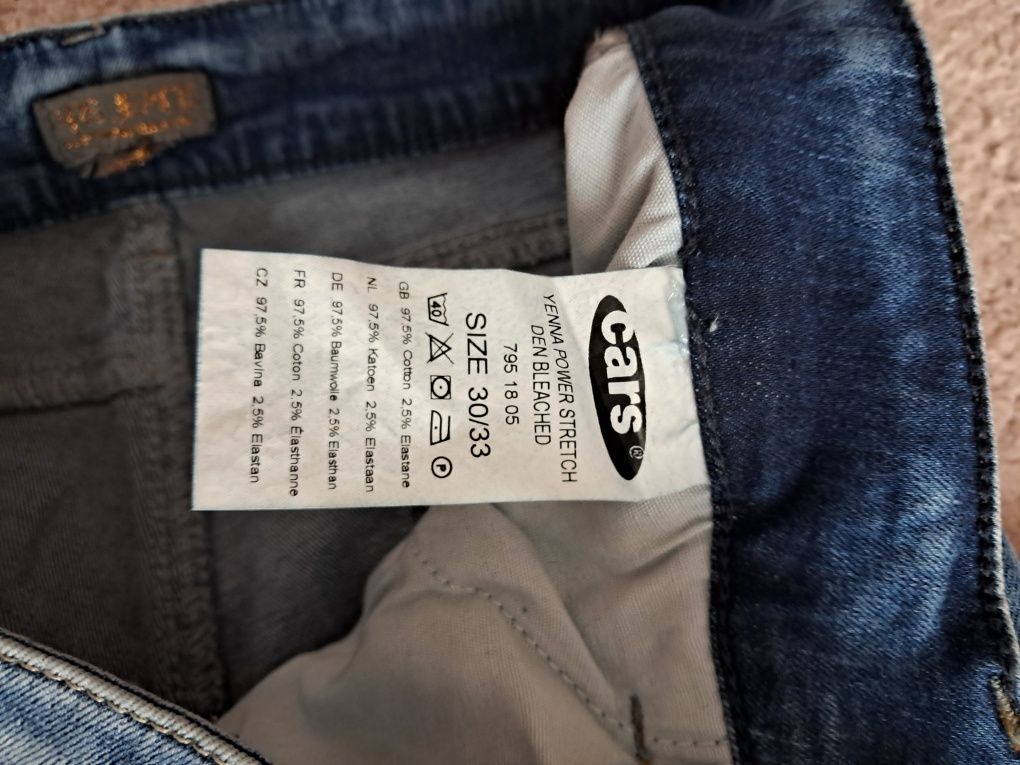 cars®
YENNA POWER STRETCH
DEN BLEACHED
795 18 05
SIZE 30/33
40 P
GB 97,5% Cotton 2,5% Elastane
NL 97,5% Katoen 2,5% Elastaan
DE 97,5% Baumwolle 2,5% Elasthan
FR 97,5% Coton 2,5% Élasthanne
CZ 97,5% Bavlna 2,5% Elastan